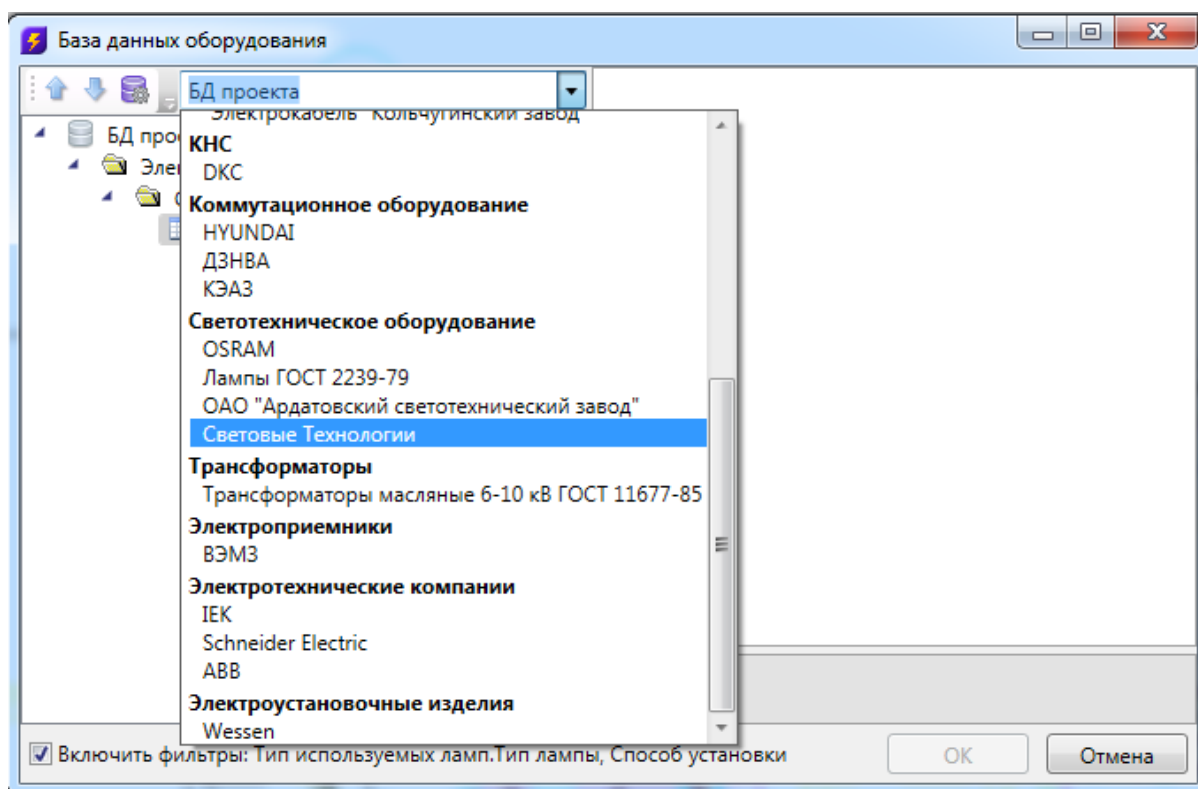 База данных оборудования
БД проекта
"Электрокабель" Кольчугинский завод"
БД про
КНС
Эле
DKC
Коммутационное оборудование
HYUNDAI
ДЗНВА
КЭАЗ
Светотехническое оборудование
OSRAM
Лампы ГОСТ 2239-79
ОАО "Ардатовский светотехнический завод"
Световые Технологии
Трансформаторы
Трансформаторы масляные 6-10 кВ ГОСТ 11677-85
Электроприемники
ВЭМЗ
Электротехнические компании
IEK
Schneider Electric
ABB
Электроустановочные изделия
Wessen
Включить фильтры: Тип используемых ламп.Тип лампы, Способ установки
ОК
Отмена